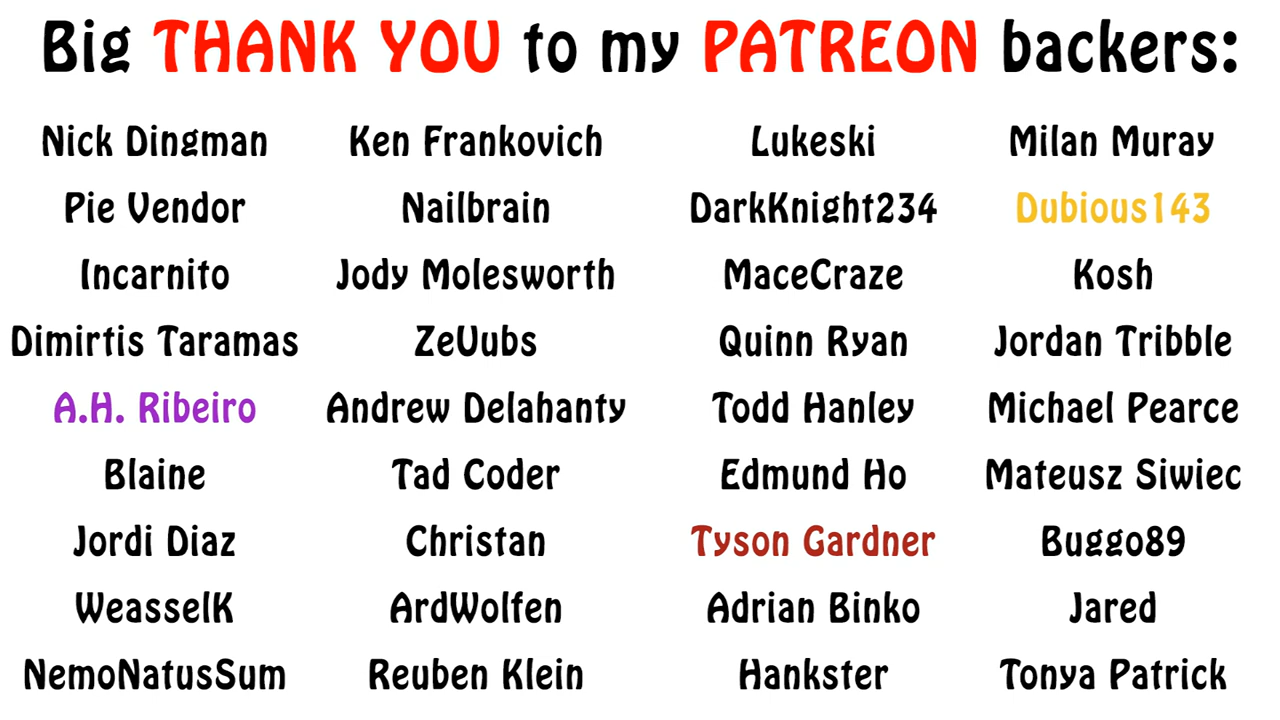 Big THANK YOU to my PATREON backers:
Nick Dingman Ken Frankovich Lukeski Milan Muray
Pie Vendor Nailbrain DarkKnight234 Dubious143
Incarnito Jody Molesworth MaceCraze Kosh
Dimirtis Taramas ZeVubs Quinn Ryan Jordan Tribble
A.H. Ribeiro Andrew Delahanty Todd Hanley Michael Pearce
Blaine Tad Coder Edmund Ho Mateusz Siwiec
Jordi Diaz Christan Tyson Gardner Buggo89
WeasselK ArdWolfen Adrian Binko Jared
NemoNatusSum Reuben Klein Hankster Tonya Patrick